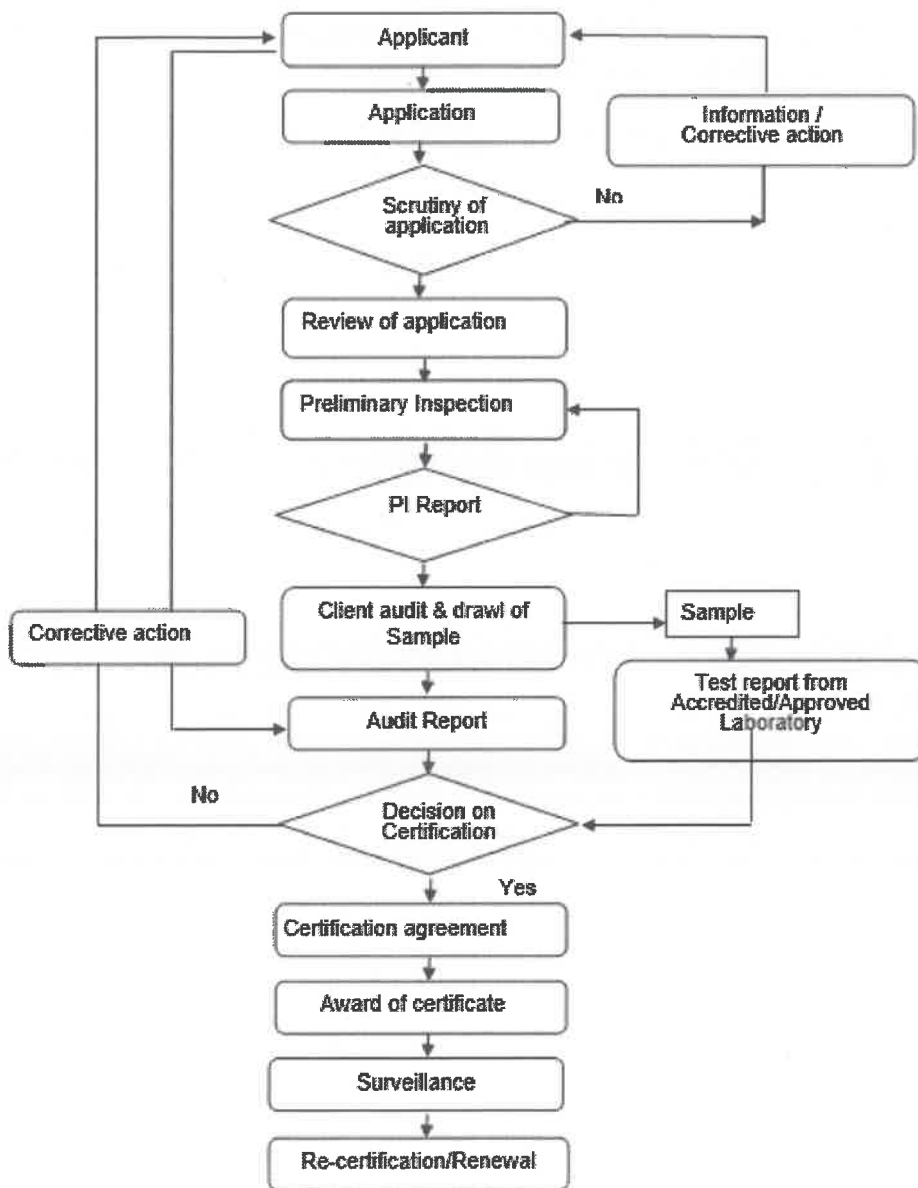 Applicant
Application
Information /
Corrective action
No
Scrutiny of
application
Review of application
Preliminary Inspection
PI Report
Client audit & drawl of
Sample
Sample
Corrective action
Test report from
Accredited/Approved
Laboratory
Audit Report
No
Decision on
Certification
Yes
Certification agreement
Award of certificate
Surveillance
Re-certification/Renewal